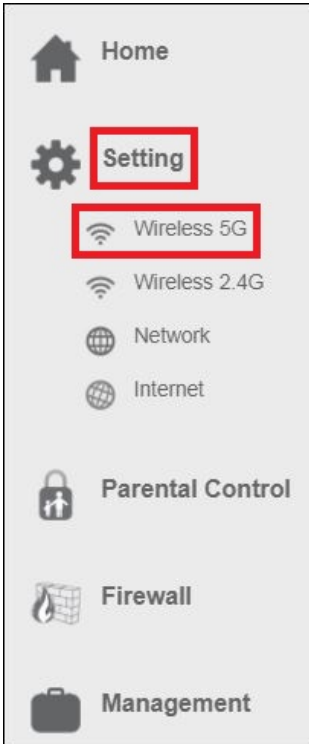 Home
Setting
Wireless 5G
Wireless 2.4G
Network
Internet
Parental Control
Firewall
Management